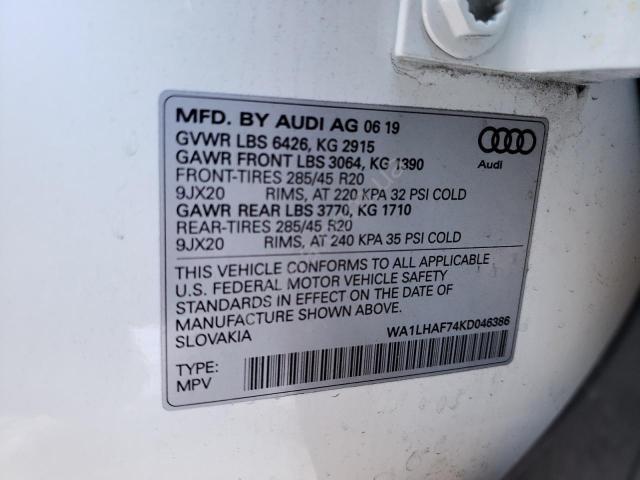 MFD. BY AUDI AG 06 19
GVWR LBS 6426, KG 2915
GAWR FRONT LBS 3064, KG 1390
FRONT-TIRES 285/45 R20
9JX20 RIMS, AT 220 KPA 32 PSI COLD
GAWR REAR LBS 3770, KG 1710
REAR-TIRES 285/45 R20
9JX20 RIMS, AT 240 KPA 35 PSI COLD
Audi
THIS VEHICLE CONFORMS TO ALL APPLICABLE
U.S. FEDERAL MOTOR VEHICLE SAFETY
STANDARDS IN EFFECT ON THE DATE OF
MANUFACTURE SHOWN ABOVE.
SLOVAKIA
WA1LHAF74KD046386
TYPE:
MPV